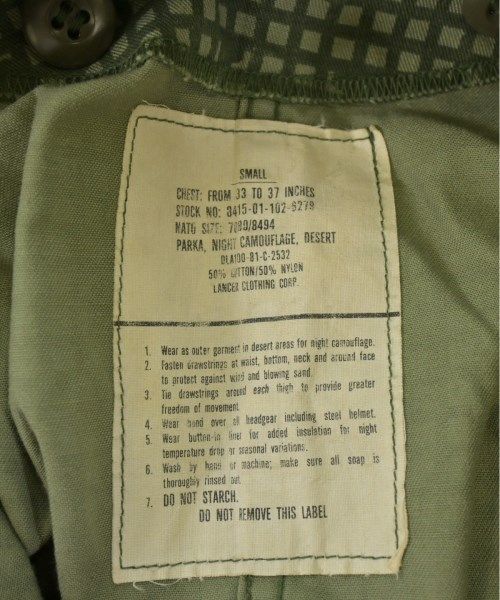 SMALL
CHEST: FROM 33 TO 37 INCHES
STOCK NO: 8415-01-102-6279
NATO SIZE: /8494
PARKA, NIGHT CAMOUFLAGE, DESERT
DLA100-81-C-2532
50% COTTON/50% NYLON
LANCER CLOTHING CORP.
1. Wear as outer garment in desert areas for night camouflage.
2. Fasten drawstrings at waist, bottom, neck and around face
to protect against wind and blowing sand.
3. Tie drawstrings around each thigh to provide greater
freedom of movement.
4. Wear hood over all headgear including steel helmet.
5. Wear button-in liner for added insulation for night
temperature drop or seasonal variations.
6. Wash by hand or machine; make sure all soap is
thoroughly rinsed out.
7. DO NOT STARCH.
DO NOT REMOVE THIS LABEL